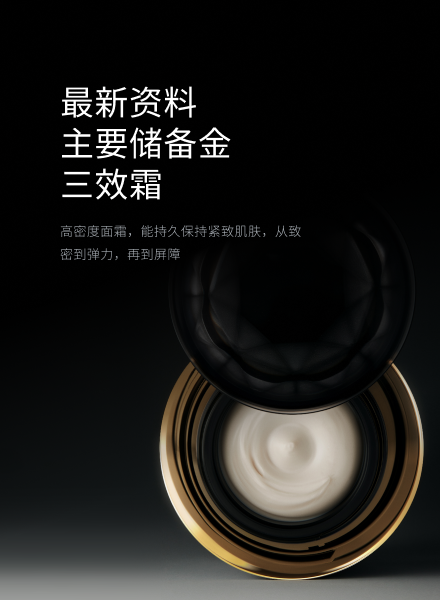 最新资料
主要储备金
三效霜
高密度面霜，能持久保持紧致肌肤，从致
密到弹力，再到屏障